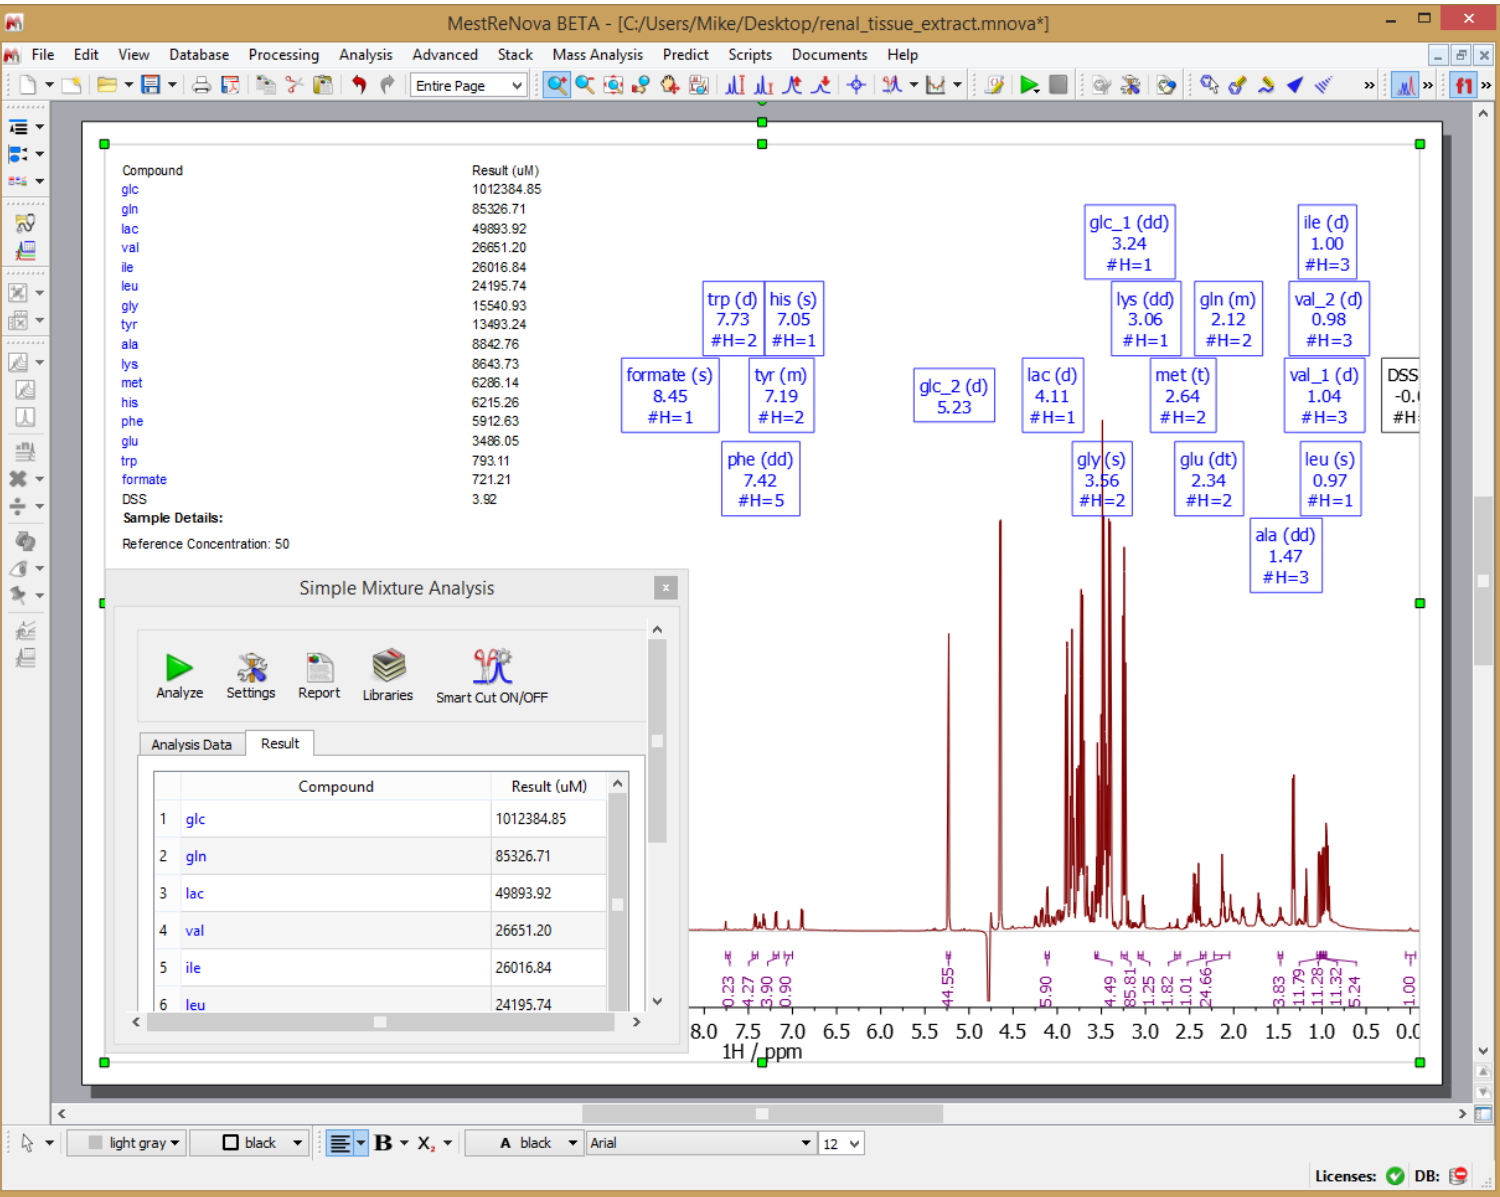 MestReNova BETA - [C:/Users/Mike/Desktop/renal_tissue_extract.mnova*]
File Edit View Database Processing Analysis Advanced Stack Mass Analysis Predict Scripts Documents Help
Entire Page
f1
Compound Result (uM)
glc 1012384.85
gln 85326.71
lac 49893.92
val 26651.20
ile 26016.84
leu 24195.74
gly 15540.93
tyr 13493.24
ala 8842.76
lys 8643.73
met 6286.14
his 6215.26
phe 5912.63
glu 3486.05
trp 793.11
formate 721.21
DSS 3.92
Sample Details:
Reference Concentration: 50
glc_1 (dd)
3.24
#H=1
ile (d)
1.00
#H=3
trp (d)
7.73
#H=2
his (s)
7.05
#H=1
lys (dd)
3.06
#H=1
gln (m)
2.12
#H=2
val_2 (d)
0.98
#H=3
formate (s)
8.45
#H=1
tyr (m)
7.19
#H=2
glc_2 (d)
5.23
lac (d)
4.11
#H=1
met (t)
2.64
#H=2
val_1 (d)
1.04
#H=3
DSS
#H
phe (dd)
7.42
#H=5
gly (s)
3.56
#H=2
glu (dt)
2.34
#H=2
leu (s)
0.97
#H=1
ala (dd)
1.47
#H=3
Simple Mixture Analysis
Analyze Settings Report Libraries Smart Cut ON/OFF
Analysis Data Result
Compound Result (uM)
1 glc 1012384.85
2 gln 85326.71
3 lac 49893.92
4 val 26651.20
5 ile 26016.84
6 leu 24195.74
0.23 4.27 3.90 0.90 44.55 5.90 4.49 85.81 1.25 1.82 1.01 24.66 3.83 11.79 11.28 11.32 5.24 1.00
8.0 7.5 7.0 6.5 6.0 5.5 5.0 4.5 4.0 3.5 3.0 2.5 2.0 1.5 1.0 0.5
1H / ppm
light gray black B X₂ A black Arial 12
Licenses: DB: